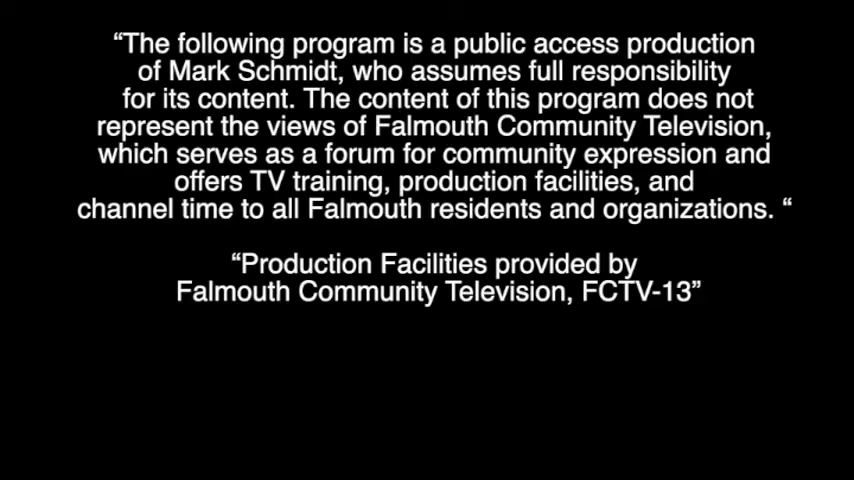 “The following program is a public access production
of Mark Schmidt, who assumes full responsibility
for its content. The content of this program does not
represent the views of Falmouth Community Television,
which serves as a forum for community expression and
offers TV training, production facilities, and
channel time to all Falmouth residents and organizations. “
“Production Facilities provided by
Falmouth Community Television, FCTV-13”